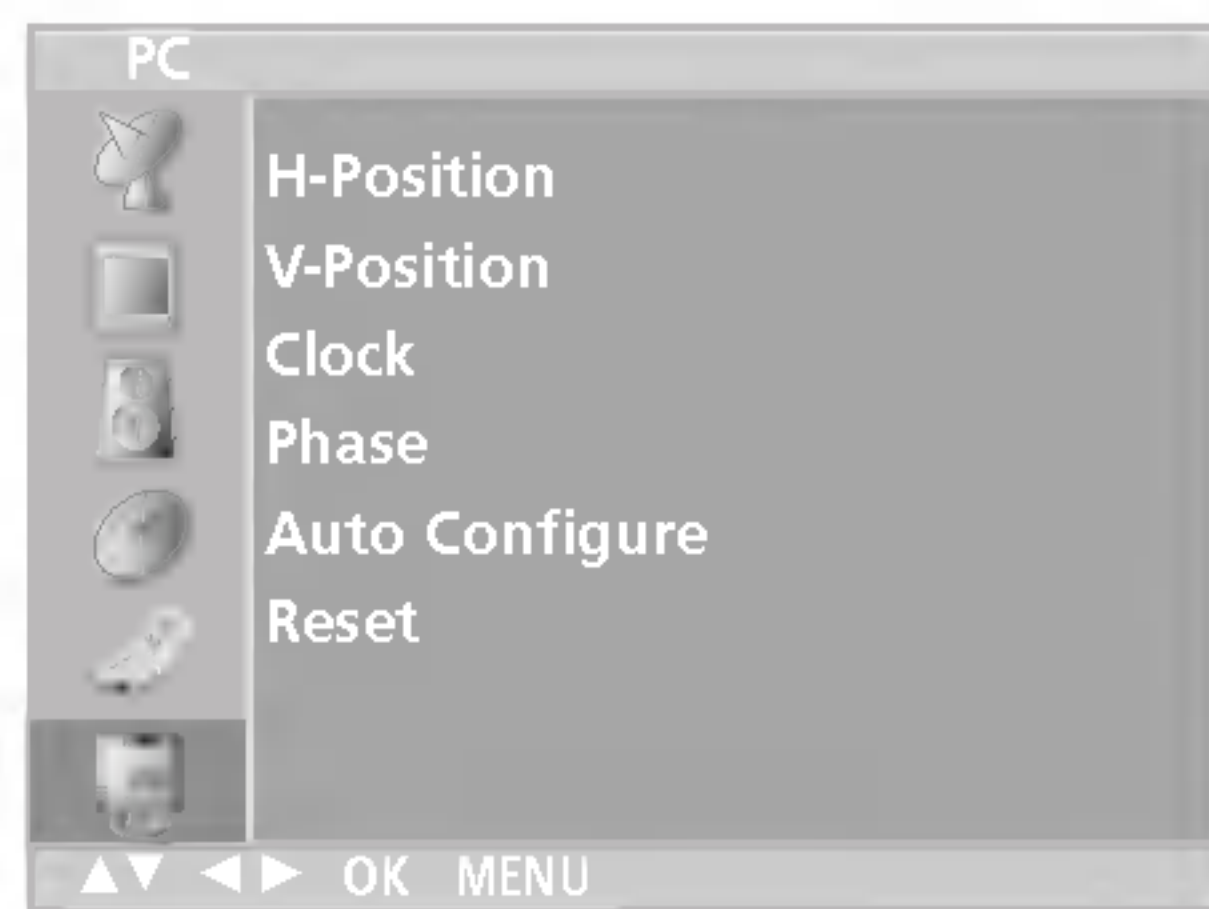 PC
H-Position
V-Position
Clock
Phase
Auto Configure
Reset
▲▼ ◀ ▶ OK MENU